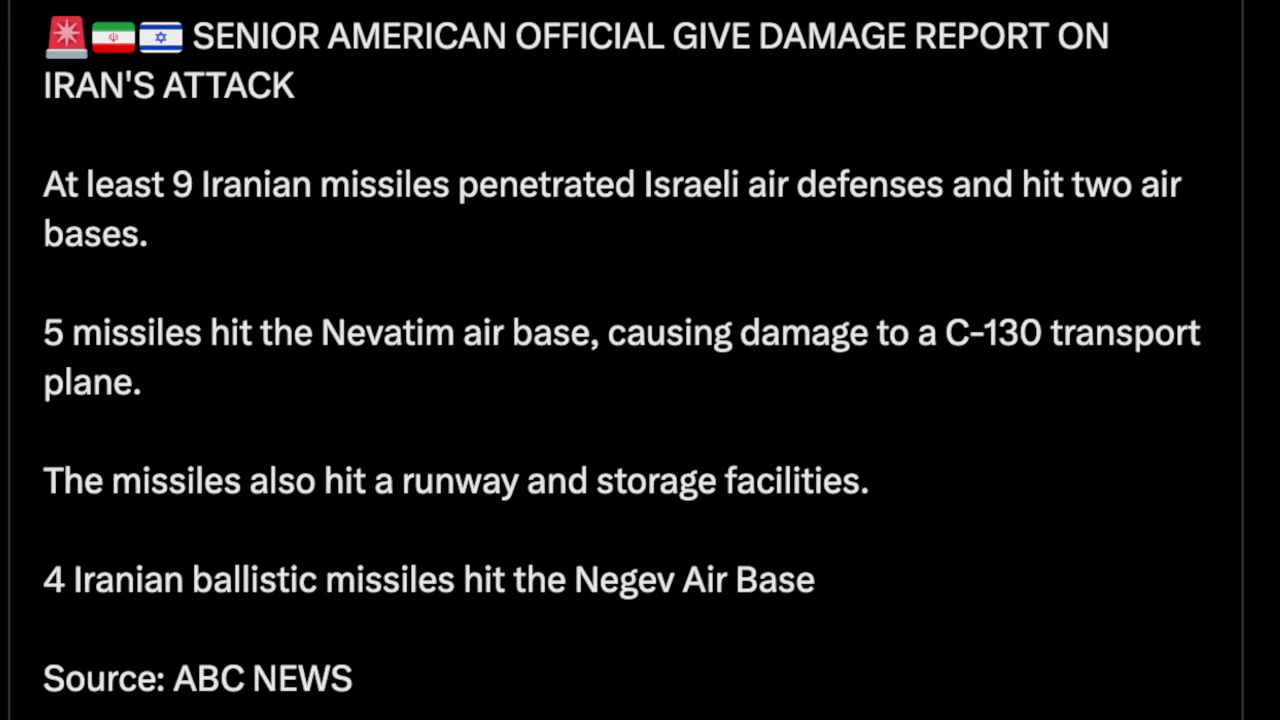 🚨🇮🇷🇮🇱 SENIOR AMERICAN OFFICIAL GIVE DAMAGE REPORT ON
IRAN'S ATTACK
At least 9 Iranian missiles penetrated Israeli air defenses and hit two air
bases.
5 missiles hit the Nevatim air base, causing damage to a C-130 transport
plane.
The missiles also hit a runway and storage facilities.
4 Iranian ballistic missiles hit the Negev Air Base
Source: ABC NEWS